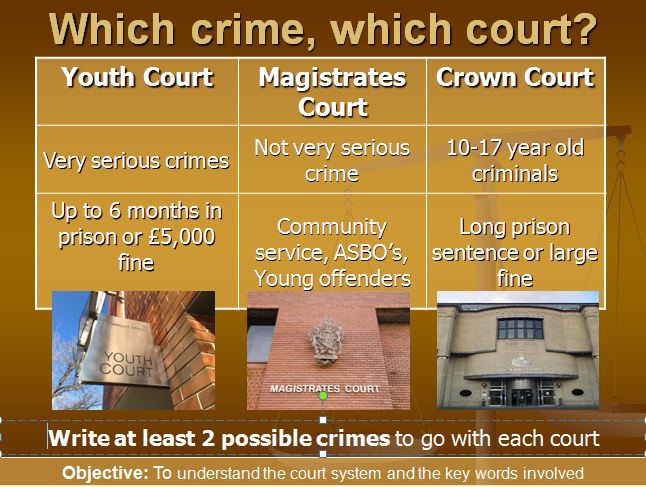 Which crime, which court?
Youth Court
Magistrates
Court
Crown Court
Very serious crimes
Not very serious
crime
10-17 year old
criminals
Up to 6 months in
prison or £5,000
fine
Community
service, ASBO's,
Young offenders
Long prison
sentence or large
fine
YOUTH
COURT
MAGISTRATES COURT
Write at least 2 possible crimes to go with each court
Objective: To understand the court system and the key words involved